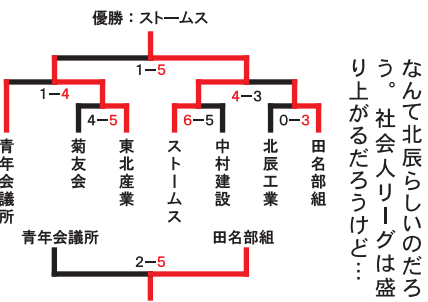 なんて北辰らしいのだろ
う。社会人リーグは盛
り上がるだろうけど…
優勝：ストームス
1–5
1–4
4–3
4–5
6–5
0–3
青年会議所
菊友会
東北産業
ストームス
中村建設
北辰工業
田名部組
青年会議所
田名部組
2–5